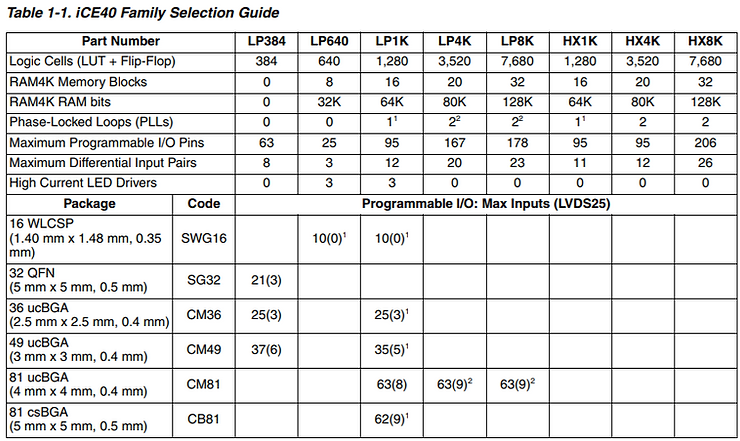 Table 1-1. iCE40 Family Selection Guide
Part Number LP384 LP640 LP1K LP4K LP8K HX1K HX4K HX8K
Logic Cells (LUT + Flip-Flop) 384 640 1,280 3,520 7,680 1,280 3,520 7,680
RAM4K Memory Blocks 0 8 16 20 32 16 20 32
RAM4K RAM bits 0 32K 64K 80K 128K 64K 80K 128K
Phase-Locked Loops (PLLs) 0 0 1¹ 2² 2² 1¹ 2 2
Maximum Programmable I/O Pins 63 25 95 167 178 95 95 206
Maximum Differential Input Pairs 8 3 12 20 23 11 12 26
High Current LED Drivers 0 3 3 0 0 0 0 0
Package Code Programmable I/O: Max Inputs (LVDS25)
16 WLCSP
(1.40 mm x 1.48 mm, 0.35
mm) SWG16 10(0)¹ 10(0)¹
32 QFN
(5 mm x 5 mm, 0.5 mm) SG32 21(3)
36 ucBGA
(2.5 mm x 2.5 mm, 0.4 mm) CM36 25(3) 25(3)¹
49 ucBGA
(3 mm x 3 mm, 0.4 mm) CM49 37(6) 35(5)¹
81 ucBGA
(4 mm x 4 mm, 0.4 mm) CM81 63(8) 63(9)² 63(9)²
81 csBGA
(5 mm x 5 mm, 0.5 mm) CB81 62(9)¹